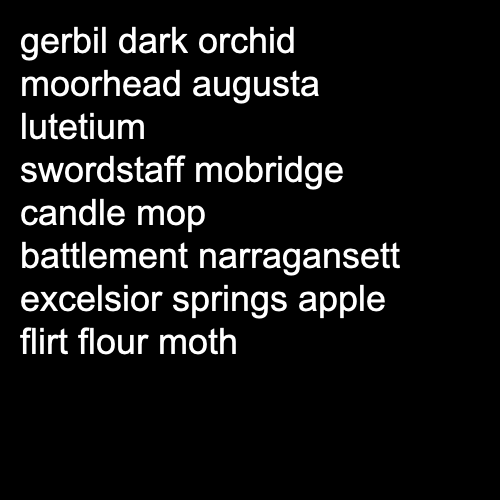 gerbil dark orchid
moorhead augusta
lutetium
swordstaff mobridge
candle mop
battlement narragansett
excelsior springs apple
flirt flour moth